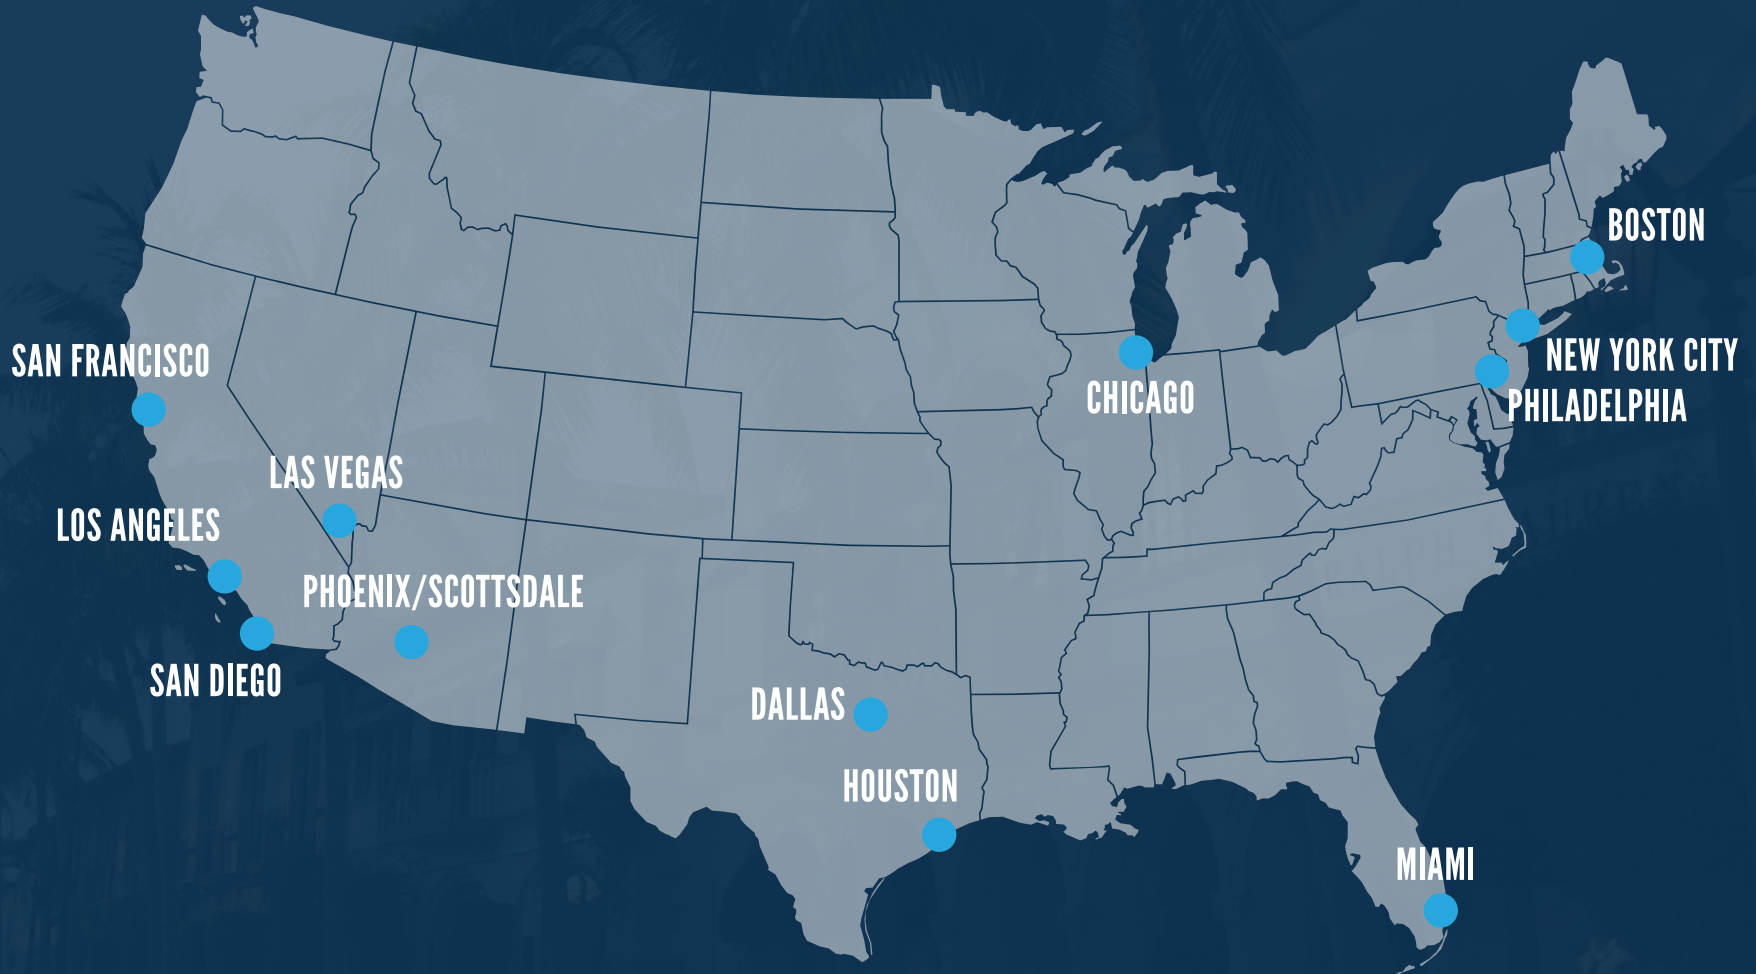 BOSTON
SAN FRANCISCO
NEW YORK CITY
CHICAGO
PHILADELPHIA
LAS VEGAS
LOS ANGELES
PHOENIX/SCOTTSDALE
SAN DIEGO
DALLAS
HOUSTON
MIAMI